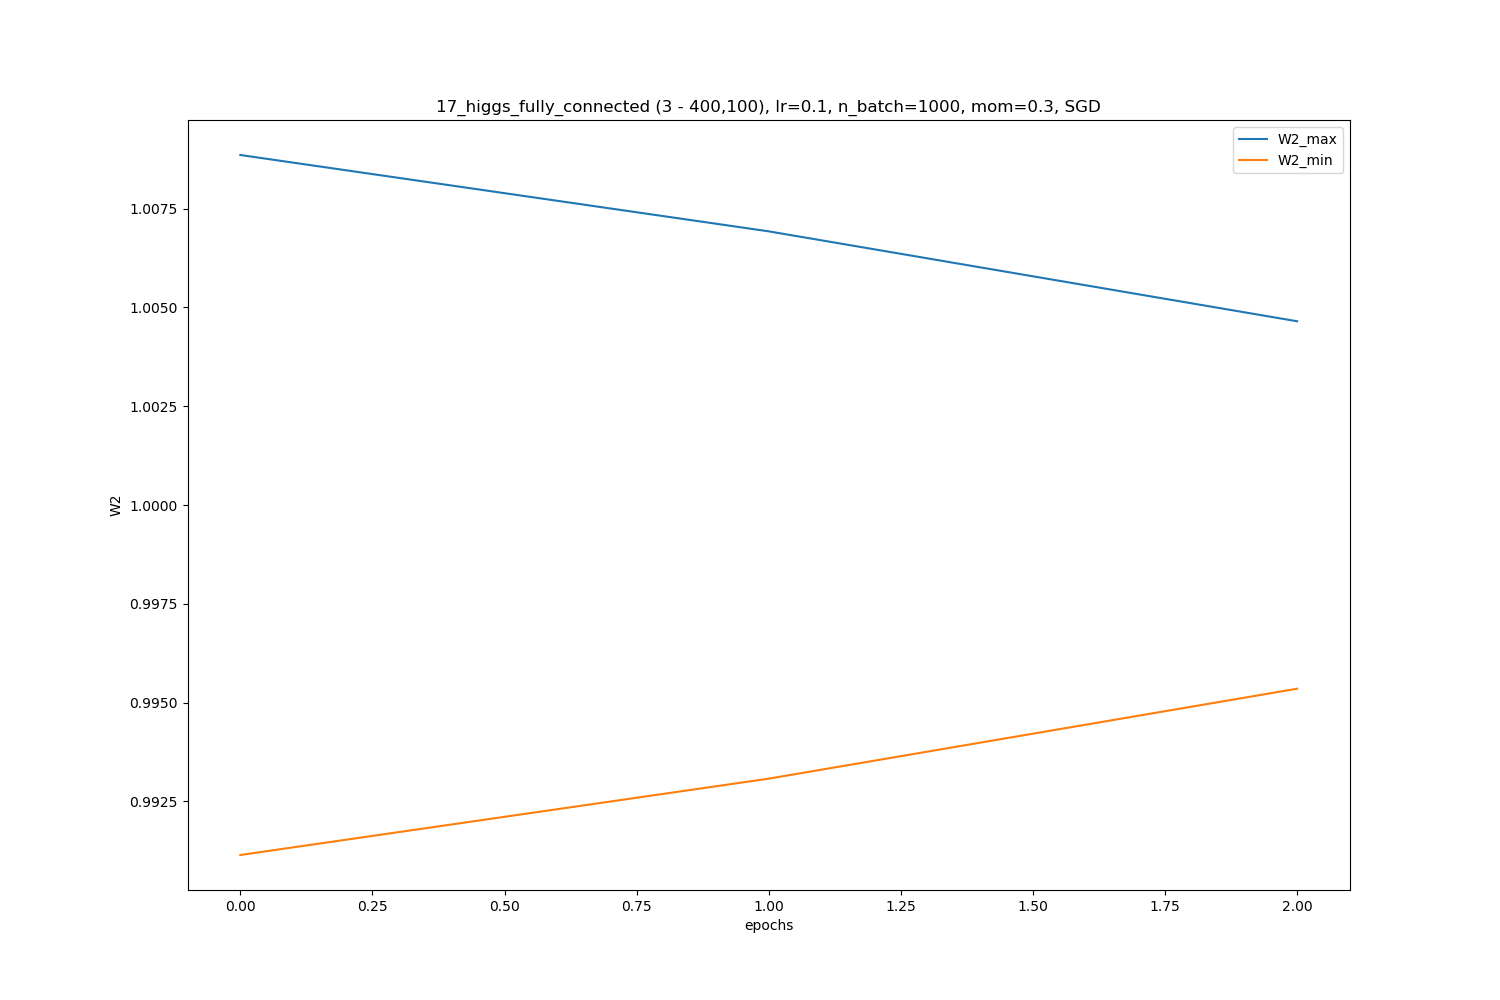 17_higgs_fully_connected (3 - 400,100), lr=0.1, n_batch=1000, mom=0.3, SGD
W2_max
W2_min
1.0075
1.0050
1.0025
1.0000
0.9975
0.9950
0.9925
W2
0.00 0.25 0.50 0.75 1.00 1.25 1.50 1.75 2.00
epochs